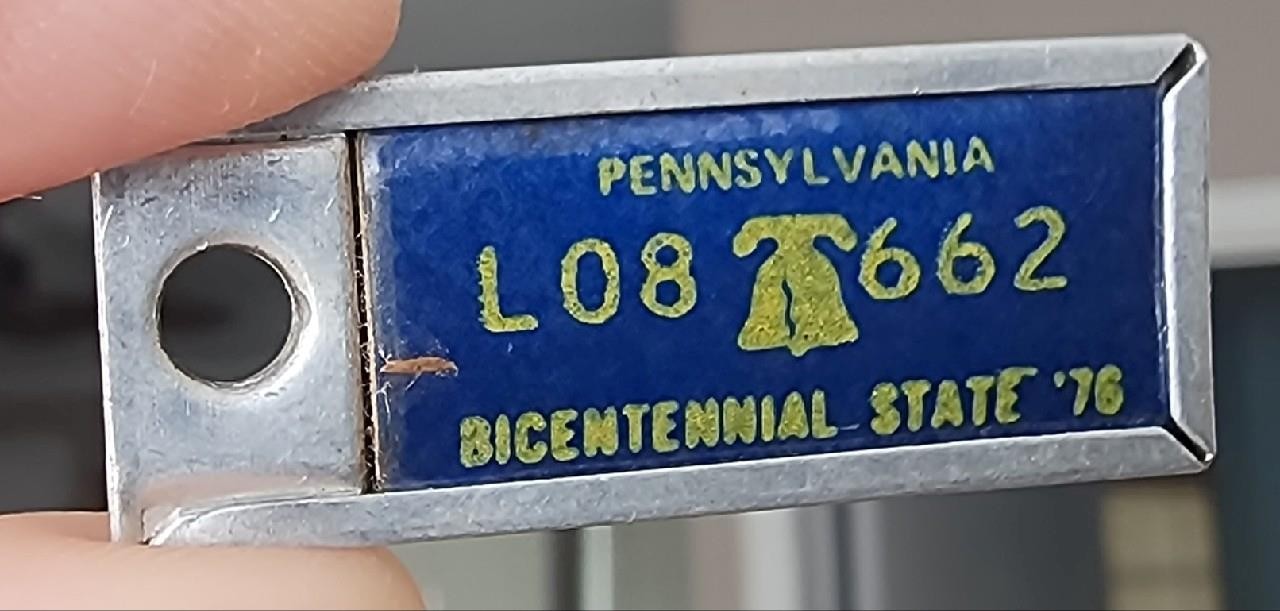 PENNSYLVANIA
L08 662
BICENTENNIAL STATE '76